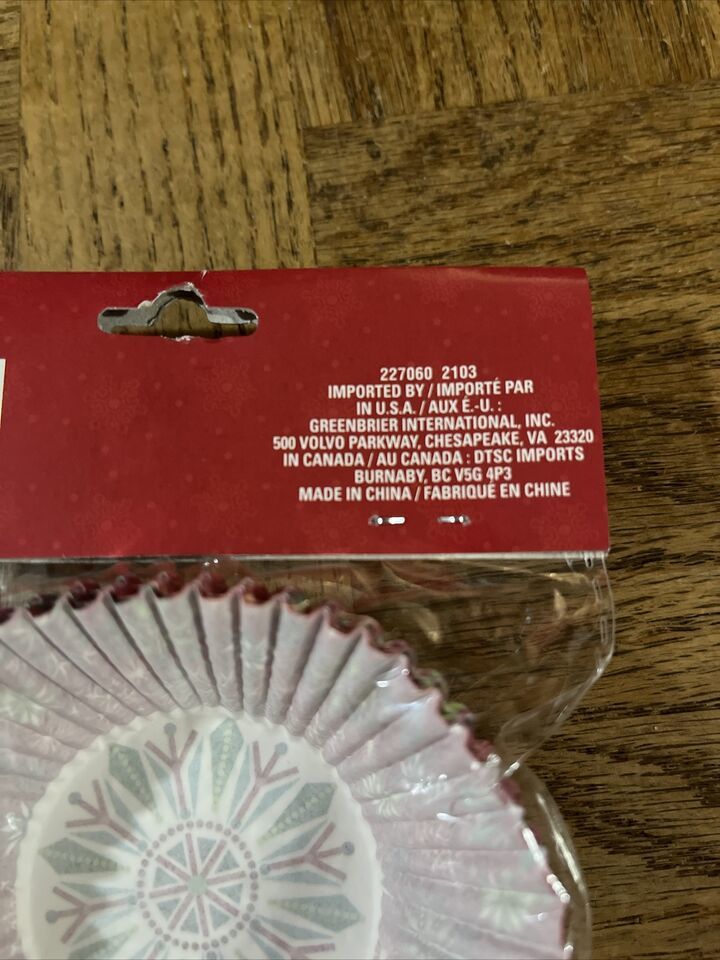 227060 2103
IMPORTED BY / IMPORTÉ PAR
IN U.S.A. / AUX É.-U. :
GREENBRIER INTERNATIONAL, INC.
500 VOLVO PARKWAY, CHESAPEAKE, VA 23320
IN CANADA / AU CANADA : DTSC IMPORTS
BURNABY, BC V5G 4P3
MADE IN CHINA / FABRIQUÉ EN CHINE